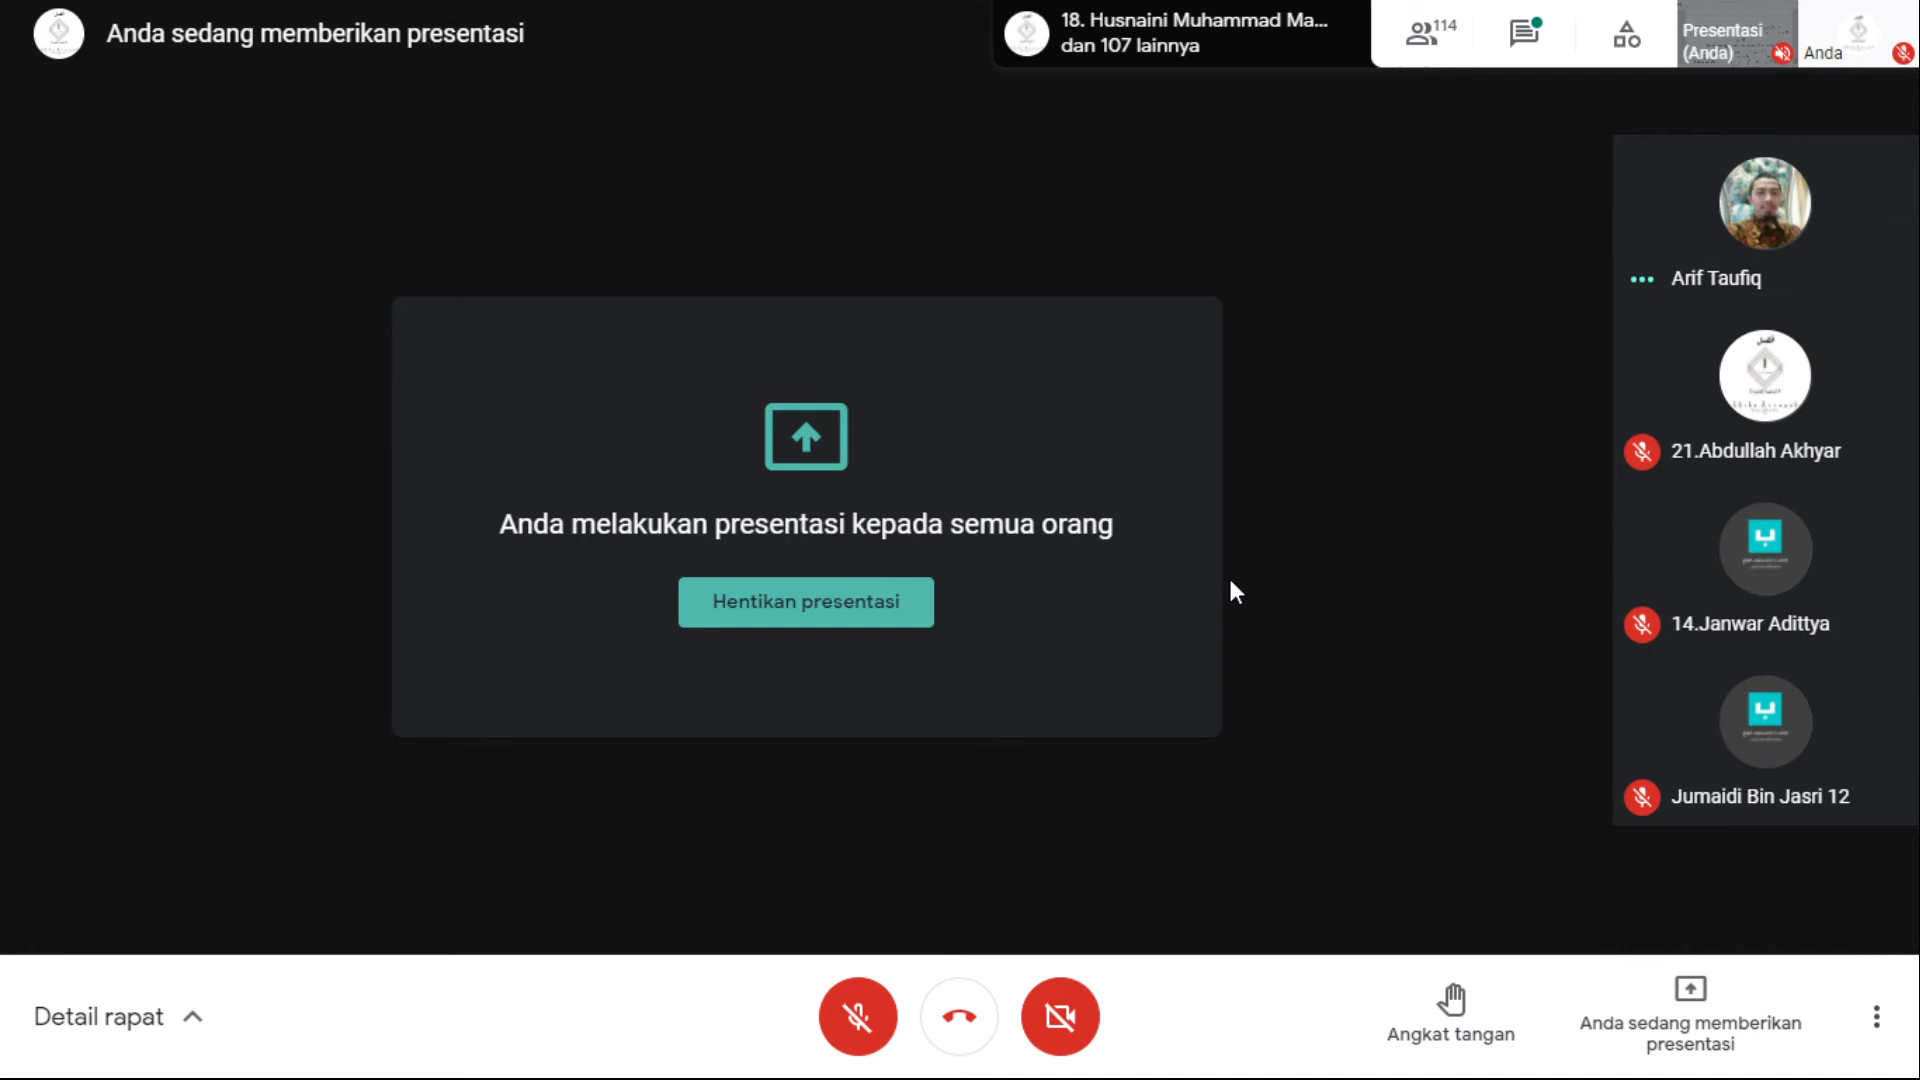 Anda sedang memberikan presentasi
18. Husnaini Muhammad Ma...
dan 107 lainnya
114
Presentasi
(Anda)
Anda
Arif Taufiq
21.Abdullah Akhyar
14.Janwar Adittya
Jumaidi Bin Jasri 12
Anda melakukan presentasi kepada semua orang
Hentikan presentasi
Detail rapat
Angkat tangan
Anda sedang memberikan
presentasi